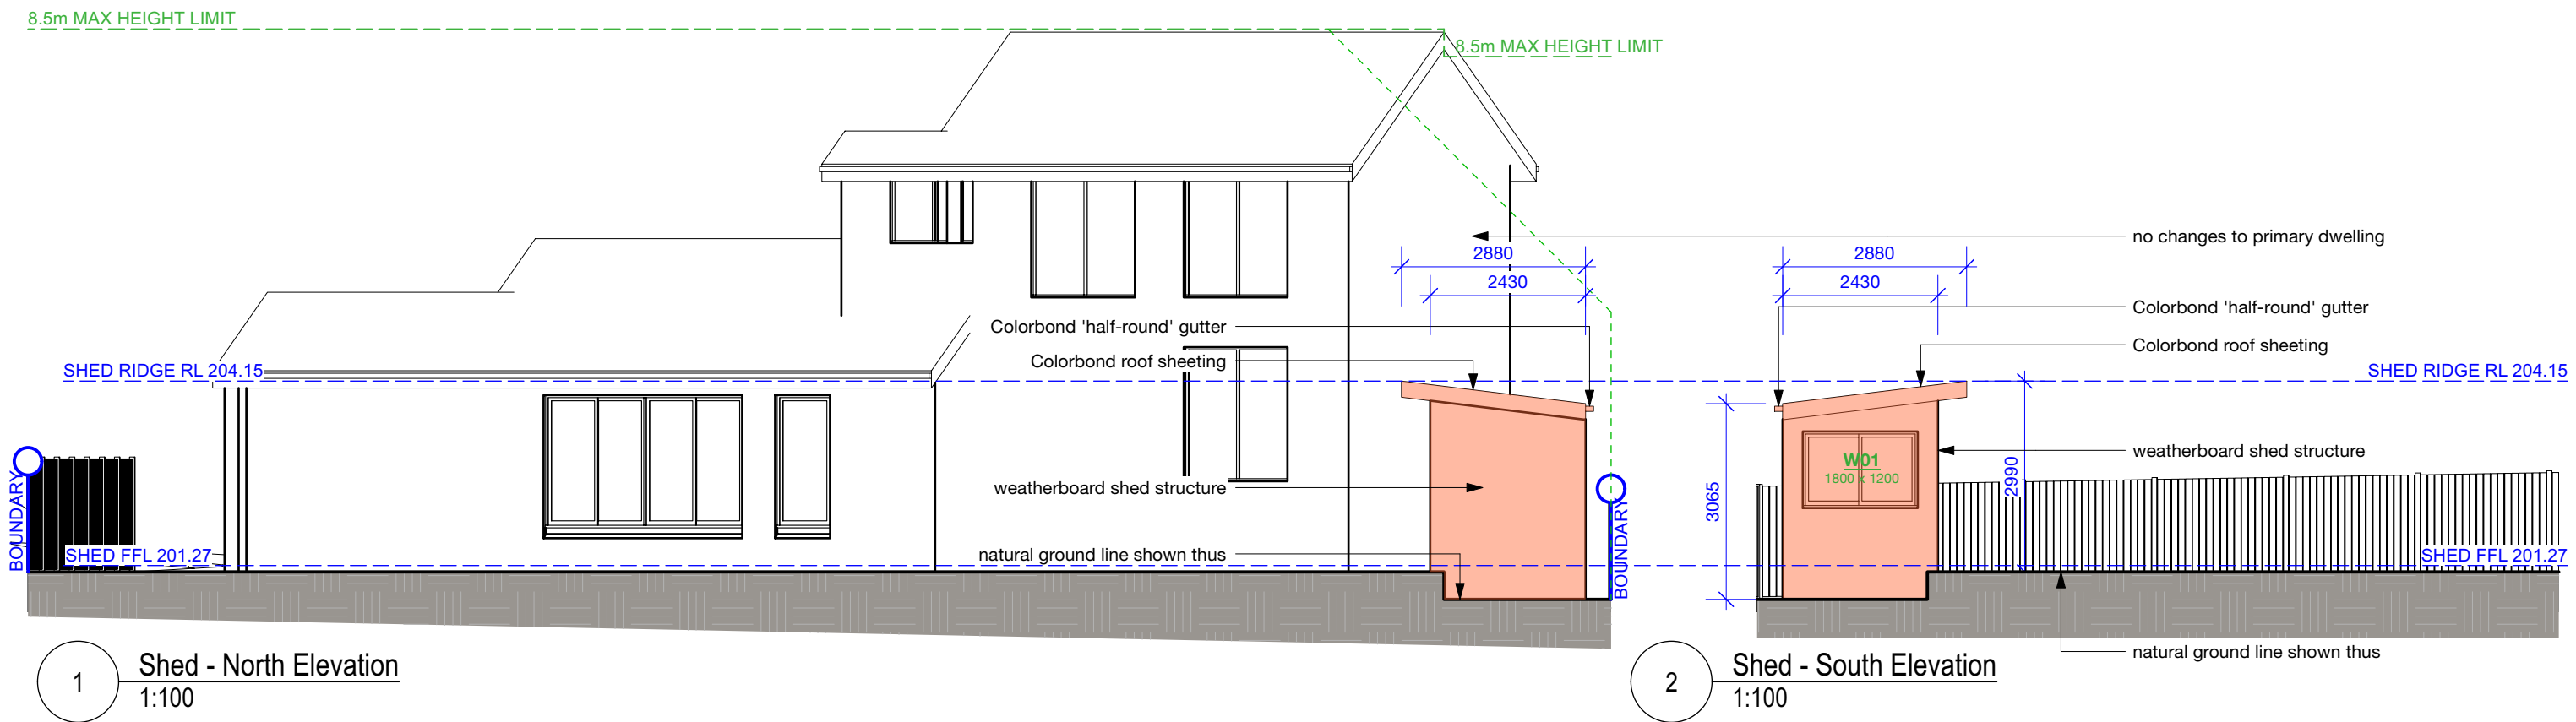 8.5m MAX HEIGHT LIMIT
8.5m MAX HEIGHT LIMIT
no changes to primary dwelling
2880
2430
2880
2430
Colorbond 'half-round' gutter
Colorbond roof sheeting
Colorbond 'half-round' gutter
Colorbond roof sheeting
SHED RIDGE RL 204.15
SHED RIDGE RL 204.15
weatherboard shed structure
weatherboard shed structure
W01
1800 x 1200
3065
2990
BOUNDARY
BOUNDARY
SHED FFL 201.27
SHED FFL 201.27
natural ground line shown thus
natural ground line shown thus
1
Shed - North Elevation
1:100
2
Shed - South Elevation
1:100